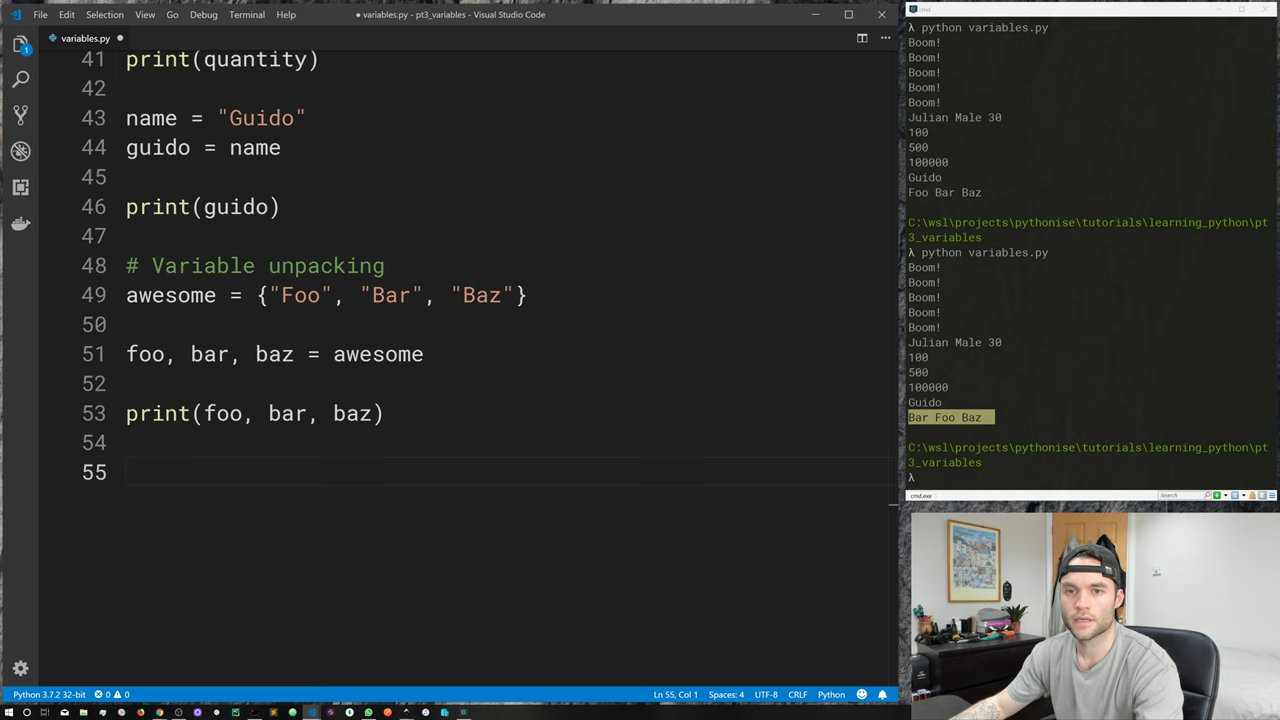 File Edit Selection View Go Debug Terminal Help
● variables.py - pt3_variables - Visual Studio Code
variables.py
1
41 print(quantity)
42
43 name = "Guido"
44 guido = name
45
46 print(guido)
47
48 # Variable unpacking
49 awesome = {"Foo", "Bar", "Baz"}
50
51 foo, bar, baz = awesome
52
53 print(foo, bar, baz)
54
55
Python 3.7.2 32-bit 0 0 Ln 55, Col 1 Spaces: 4 UTF-8 CRLF Python
cmd
λ python variables.py
Boom!
Boom!
Boom!
Boom!
Boom!
Julian Male 30
100
500
100000
Guido
Foo Bar Baz
C:\wsl\projects\pythonise\tutorials\learning_python\pt
3_variables
λ python variables.py
Boom!
Boom!
Boom!
Boom!
Boom!
Julian Male 30
100
500
100000
Guido
Bar Foo Baz
C:\wsl\projects\pythonise\tutorials\learning_python\pt
3_variables
λ
cmd.exe Search